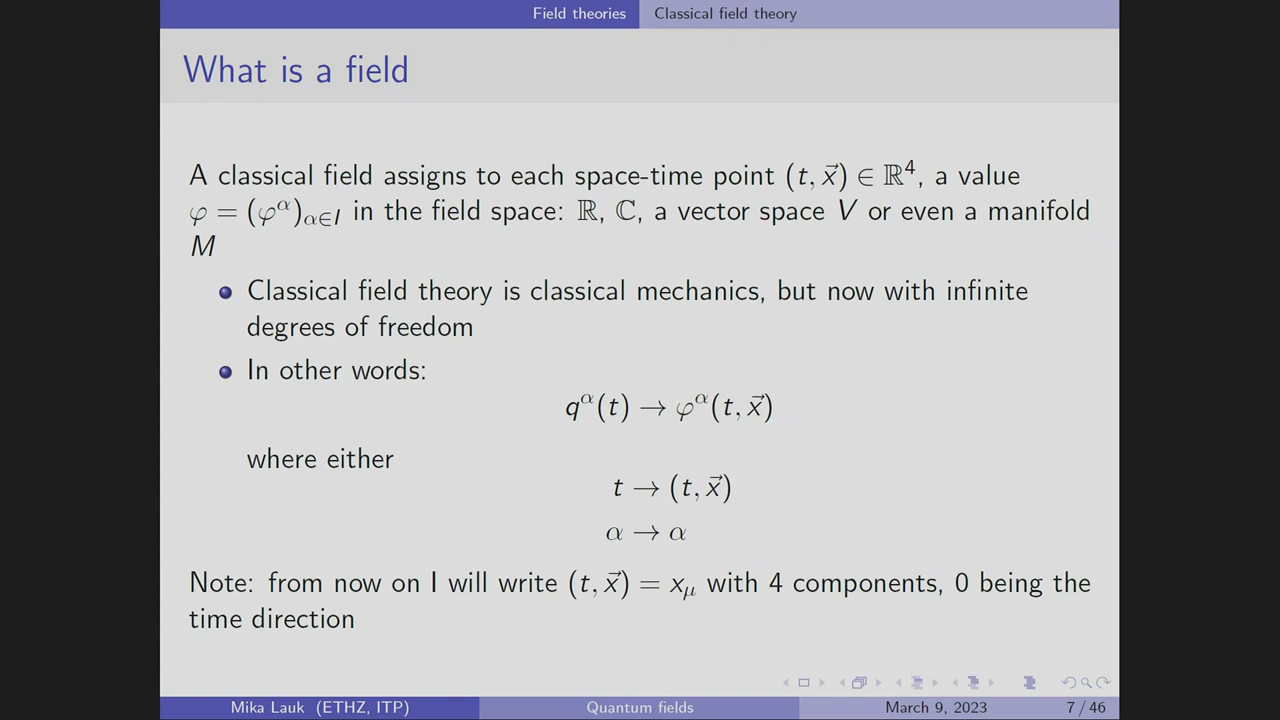 Field theories Classical field theory
What is a field
A classical field assigns to each space-time point (t, x⃗) ∈ ℝ⁴, a value
φ = (φ^α)_{α∈I} in the field space: ℝ, ℂ, a vector space V or even a manifold
M
Classical field theory is classical mechanics, but now with infinite
degrees of freedom
In other words:
q^α(t) → φ^α(t, x⃗)
where either
t → (t, x⃗)
α → α
Note: from now on I will write (t, x⃗) = x_μ with 4 components, 0 being the
time direction
Mika Lauk (ETHZ, ITP) Quantum fields March 9, 2023 7 / 46